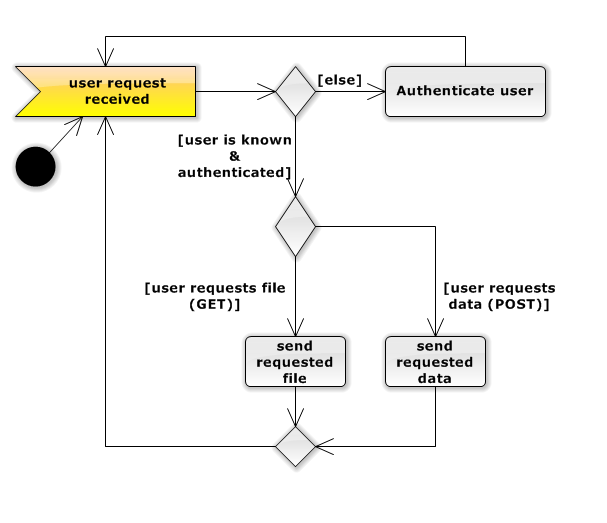 user request
received
[else]
Authenticate user
[user is known
&
authenticated]
[user requests file
(GET)]
[user requests
data (POST)]
send
requested
file
send
requested
data